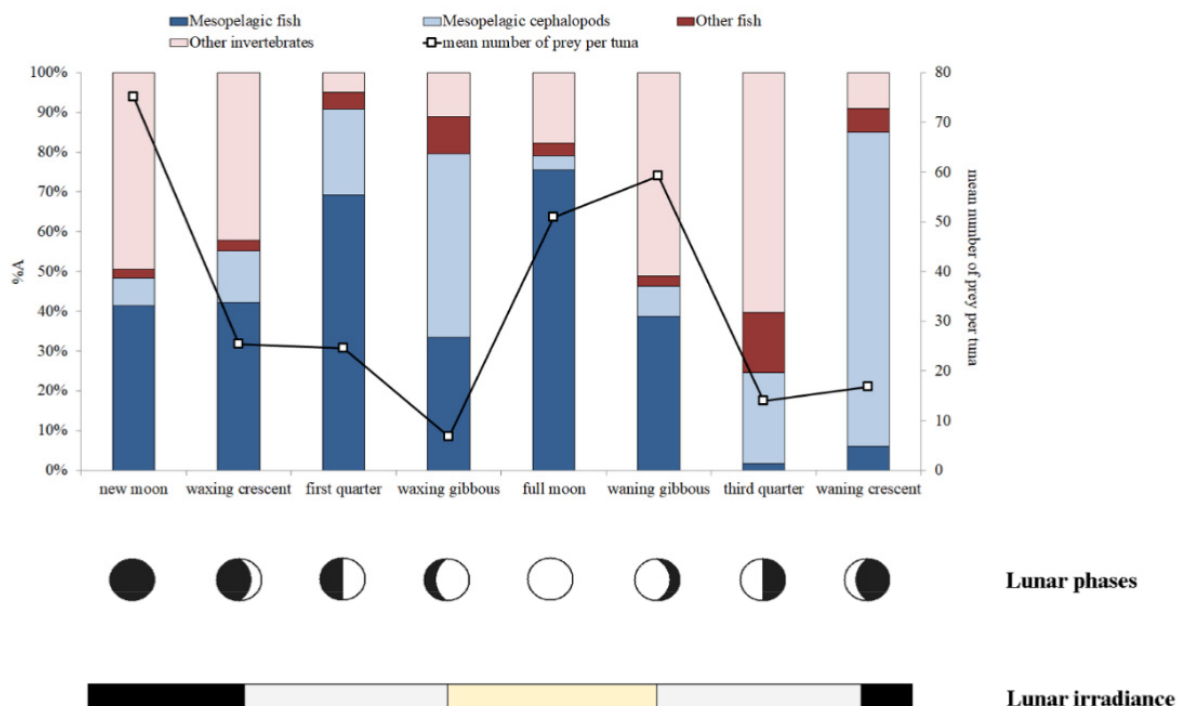 Mesopelagic fish Mesopelagic cephalopods Other fish
Other invertebrates mean number of prey per tuna
100% 80
90% 70
80% 60
70%
60% 50
50% 40
40% 30
30%
20% 20
10% 10
0% 0
%A
mean number of prey per tuna
new moon waxing crescent first quarter waxing gibbous full moon waning gibbous third quarter waning crescent
Lunar phases
Lunar irradiance